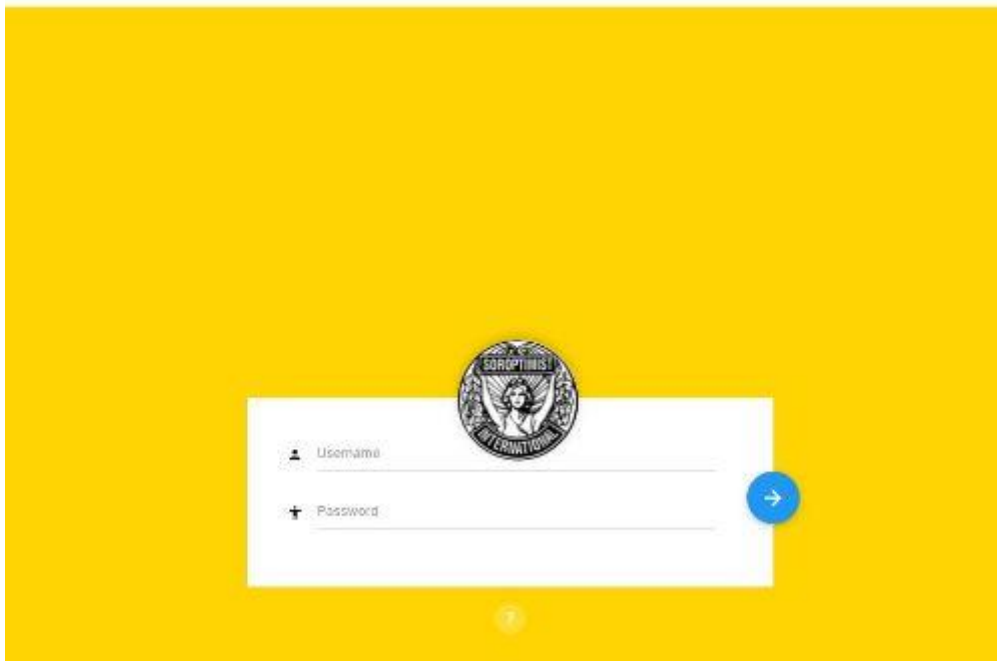 SOROPTIMIST
INTERNATIONAL
Username
Password
?